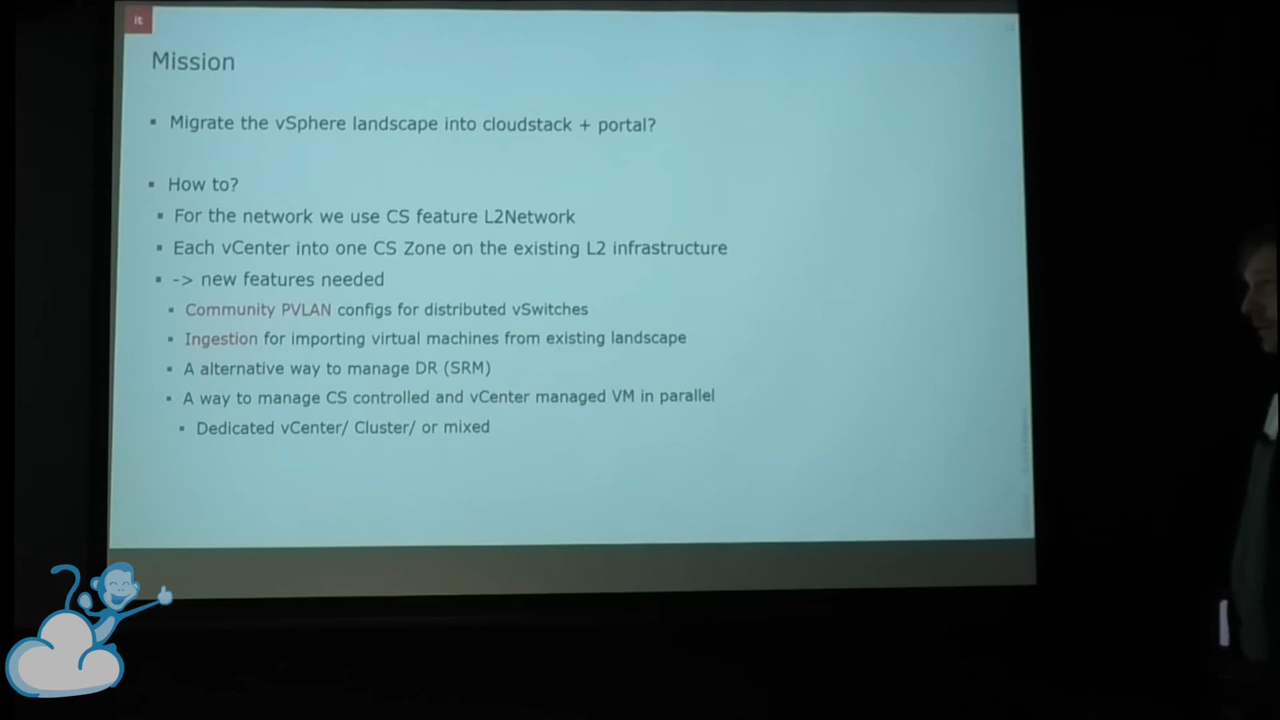 it
Mission
▪ Migrate the vSphere landscape into cloudstack + portal?
▪ How to?
▪ For the network we use CS feature L2Network
▪ Each vCenter into one CS Zone on the existing L2 infrastructure
▪ -> new features needed
▪ Community PVLAN configs for distributed vSwitches
▪ Ingestion for importing virtual machines from existing landscape
▪ A alternative way to manage DR (SRM)
▪ A way to manage CS controlled and vCenter managed VM in parallel
▪ Dedicated vCenter/ Cluster/ or mixed